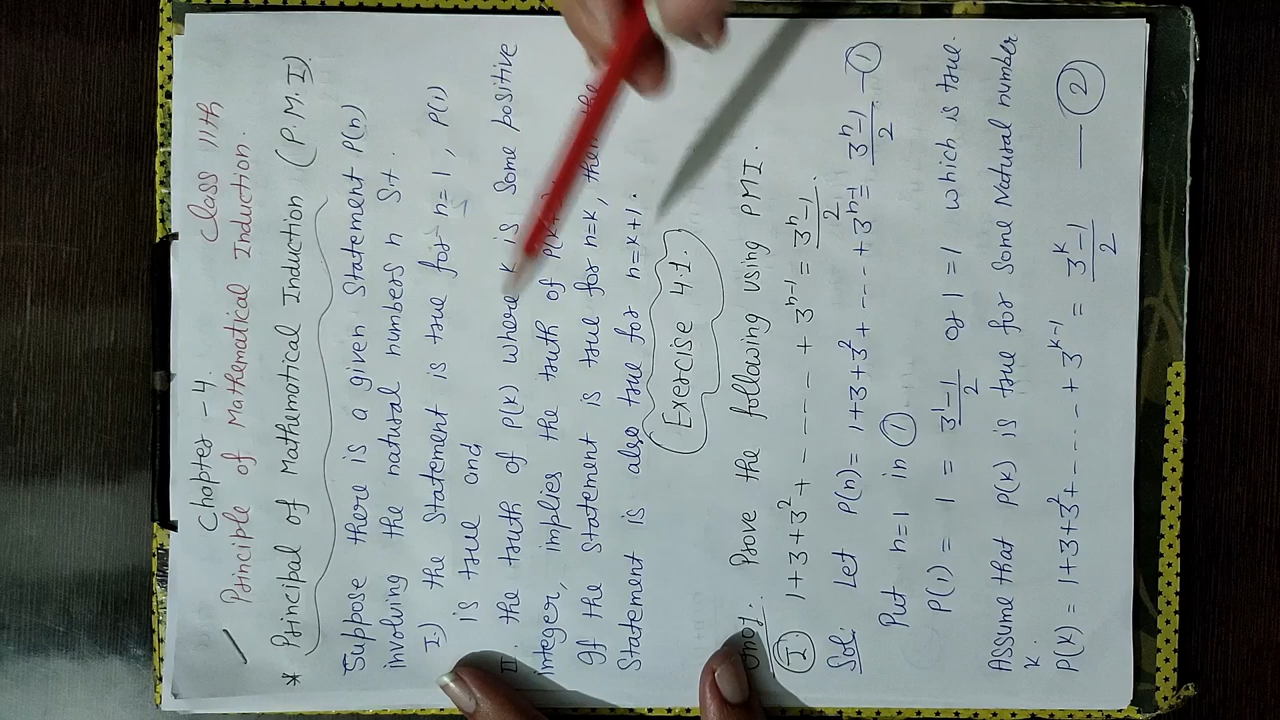 Chapter - 4 Class 11th
Principle of Mathematical Induction.
* Principal of Mathematical Induction (P.M.I)
Suppose there is a given Statement P(n)
involving the natural numbers n S.t.
I.) the Statement is true for n=1, P(1)
is true and
II. the truth of P(k) where k is Some positive
integer, implies the truth of P(k+
If the Statement is true for n=k, then the
Statement is also true for n=k+1.
Exercise 4.1.
Prove the following using PMI.
(I) 1+3+3²+ ---- + 3ⁿ⁻¹ = (3ⁿ-1)/2.
Sol. Let P(n) = 1+3+3²+ --- +3ⁿ⁻¹ = (3ⁿ-1)/2. —①
Put n=1 in ①
P(1) = 1 = (3¹-1)/2 or 1=1 which is true.
Assume that P(k) is true for Some Natural number
k.
P(k) = 1+3+3²+ ---- +3ᵏ⁻¹ = (3ᵏ-1)/2 — ②